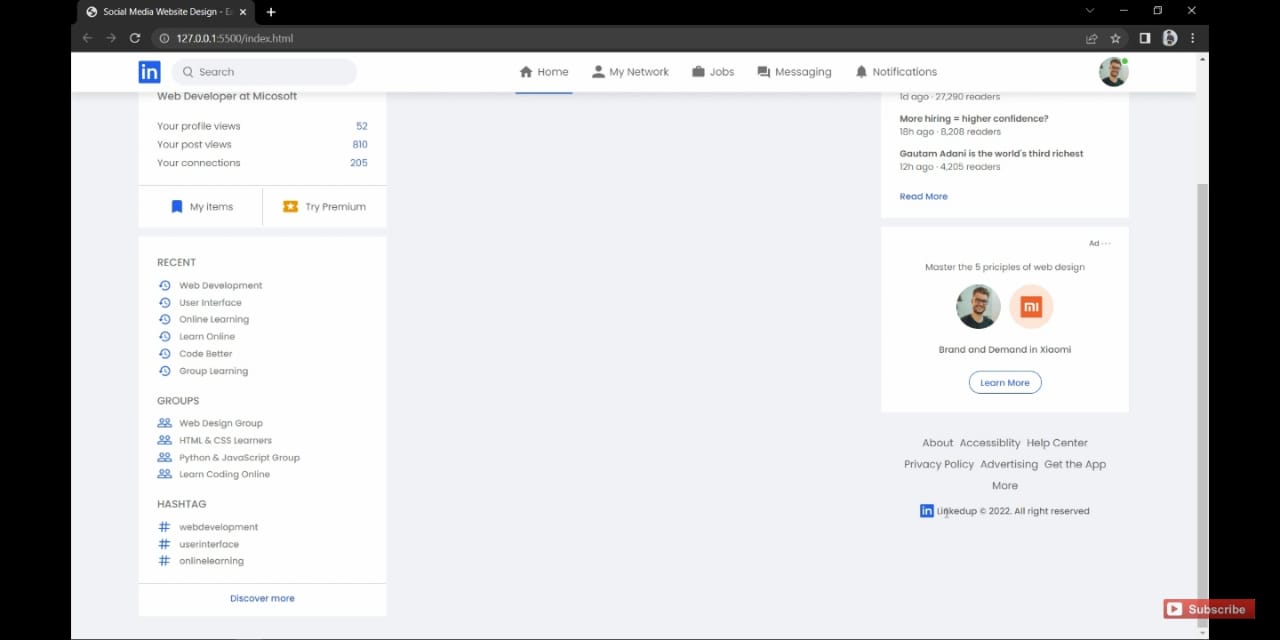 Social Media Website Design - E
127.0.0.1:5500/index.html
in
Search
Home
My Network
Jobs
Messaging
Notifications
Web Developer at Micosoft
Your profile views 52
Your post views 810
Your connections 205
My items
Try Premium
RECENT
Web Development
User Interface
Online Learning
Learn Online
Code Better
Group Learning
GROUPS
Web Design Group
HTML & CSS Learners
Python & JavaScript Group
Learn Coding Online
HASHTAG
# webdevelopment
# userinterface
# onlinelearning
Discover more
1d ago · 27,290 readers
More hiring = higher confidence?
18h ago · 8,208 readers
Gautam Adani is the world's third richest
12h ago · 4,205 readers
Read More
Ad ···
Master the 5 priciples of web design
mi
Brand and Demand in Xiaomi
Learn More
About Accessiblity Help Center
Privacy Policy Advertising Get the App
More
in Linkedup © 2022. All right reserved
Subscribe